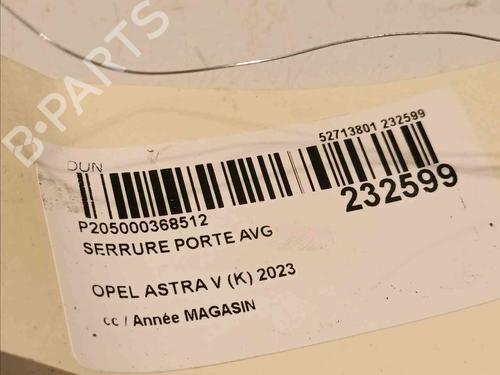 B-PARTS
DUN
52713801 232599
P205000368512
232599
SERRURE PORTE AVG
OPEL ASTRA V (K) 2023
cc / Année MAGASIN